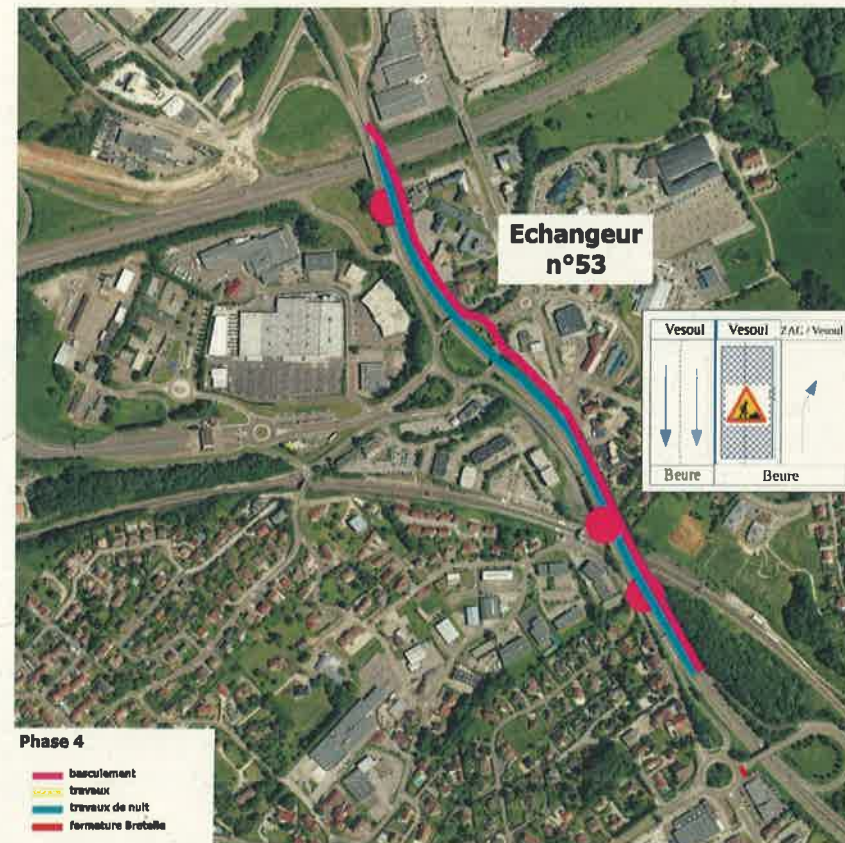 Echangeur
n°53
Vesoul Vesoul ZAC / Vesoul
Beure Beure
Phase 4
basculement
travaux
travaux de nuit
fermeture Bretelle